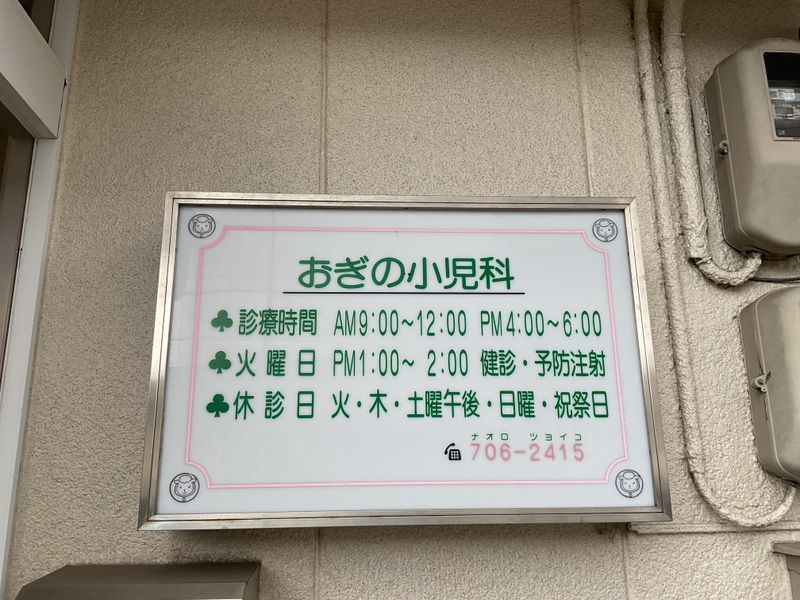 おぎの小児科
♣診療時間 AM9:00～12:00 PM4:00～6:00
♣火曜日 PM1:00～2:00 健診・予防注射
♣休診日 火・木・土曜午後・日曜・祝祭日
ナオロ ツヨイコ
☎706-2415